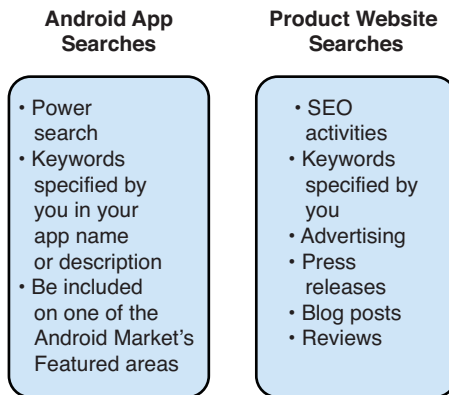 Android App
Searches
• Power
search
• Keywords
specified by
you in your
app name
or description
• Be included
on one of the
Android Market's
Featured areas
Product Website
Searches
• SEO
activities
• Keywords
specified by
you
• Advertising
• Press
releases
• Blog posts
• Reviews